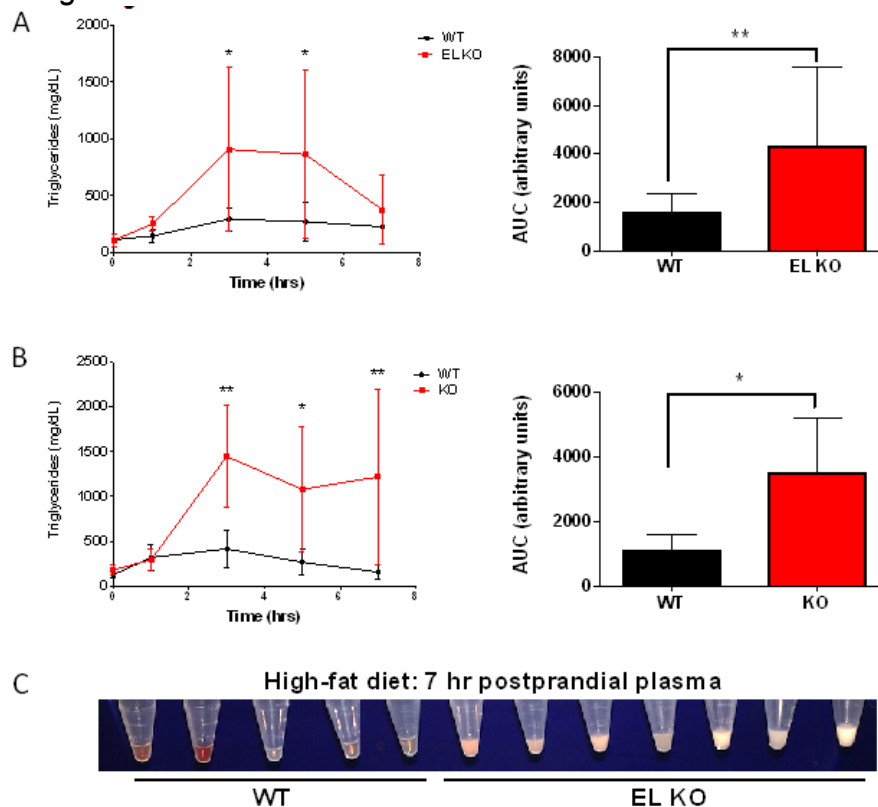 A
2000
1500
1000
500
0
Triglycerides (mg/dL)
0 2 4 6 8
Time (hrs)
WT
ELKO
* *
8000
6000
4000
2000
0
AUC (arbitrary units)
**
WT EL KO
B
2500
2000
1500
1000
500
0
Triglycerides (mg/dL)
0 2 4 6 8
Time (hrs)
WT
KO
** * **
6000
4000
2000
0
AUC (arbitrary units)
*
WT KO
C
High-fat diet: 7 hr postprandial plasma
WT EL KO